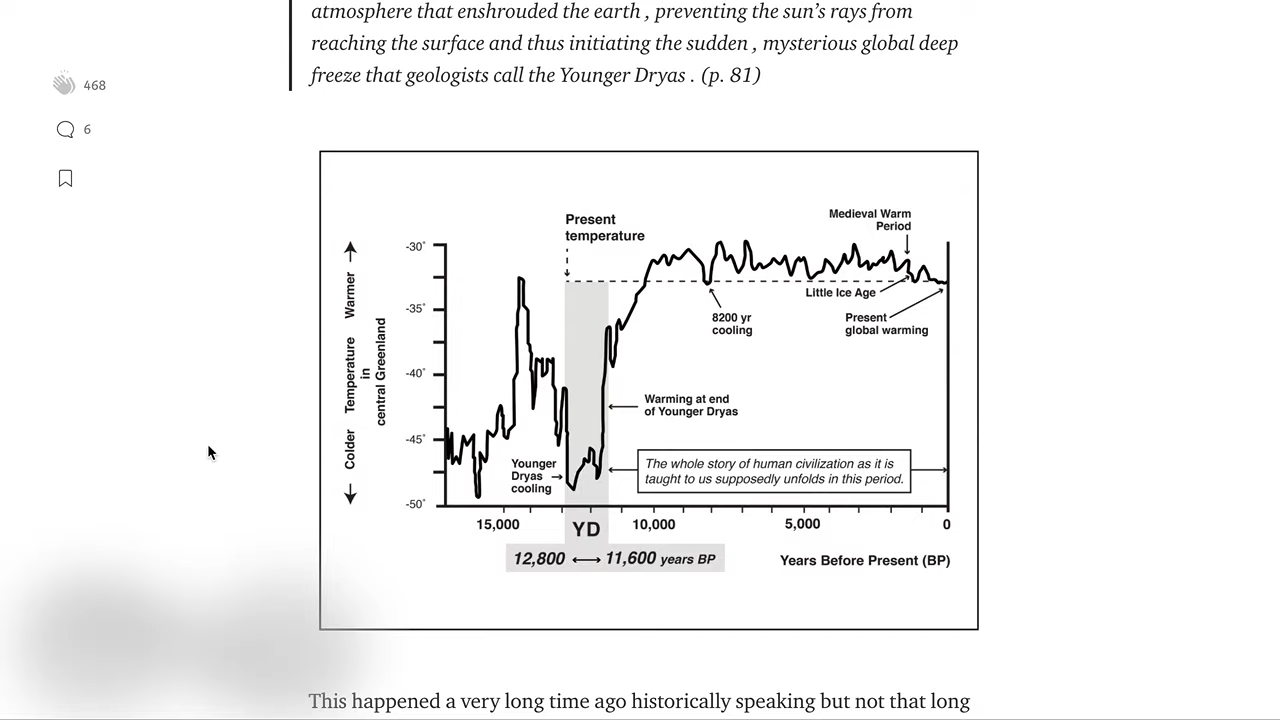 atmosphere that enshrouded the earth , preventing the sun’s rays from
reaching the surface and thus initiating the sudden , mysterious global deep
freeze that geologists call the Younger Dryas . (p. 81)
468
6
Medieval Warm
Period
Present
temperature
-30°
-35°
-40°
-45°
-50°
Colder Temperature Warmer
in
central Greenland
Little Ice Age
8200 yr
cooling
Present
global warming
Warming at end
of Younger Dryas
Younger
Dryas
cooling
The whole story of human civilization as it is
taught to us supposedly unfolds in this period.
15,000
YD
10,000
5,000
0
12,800 ⟷ 11,600 years BP
Years Before Present (BP)
This happened a very long time ago historically speaking but not that long